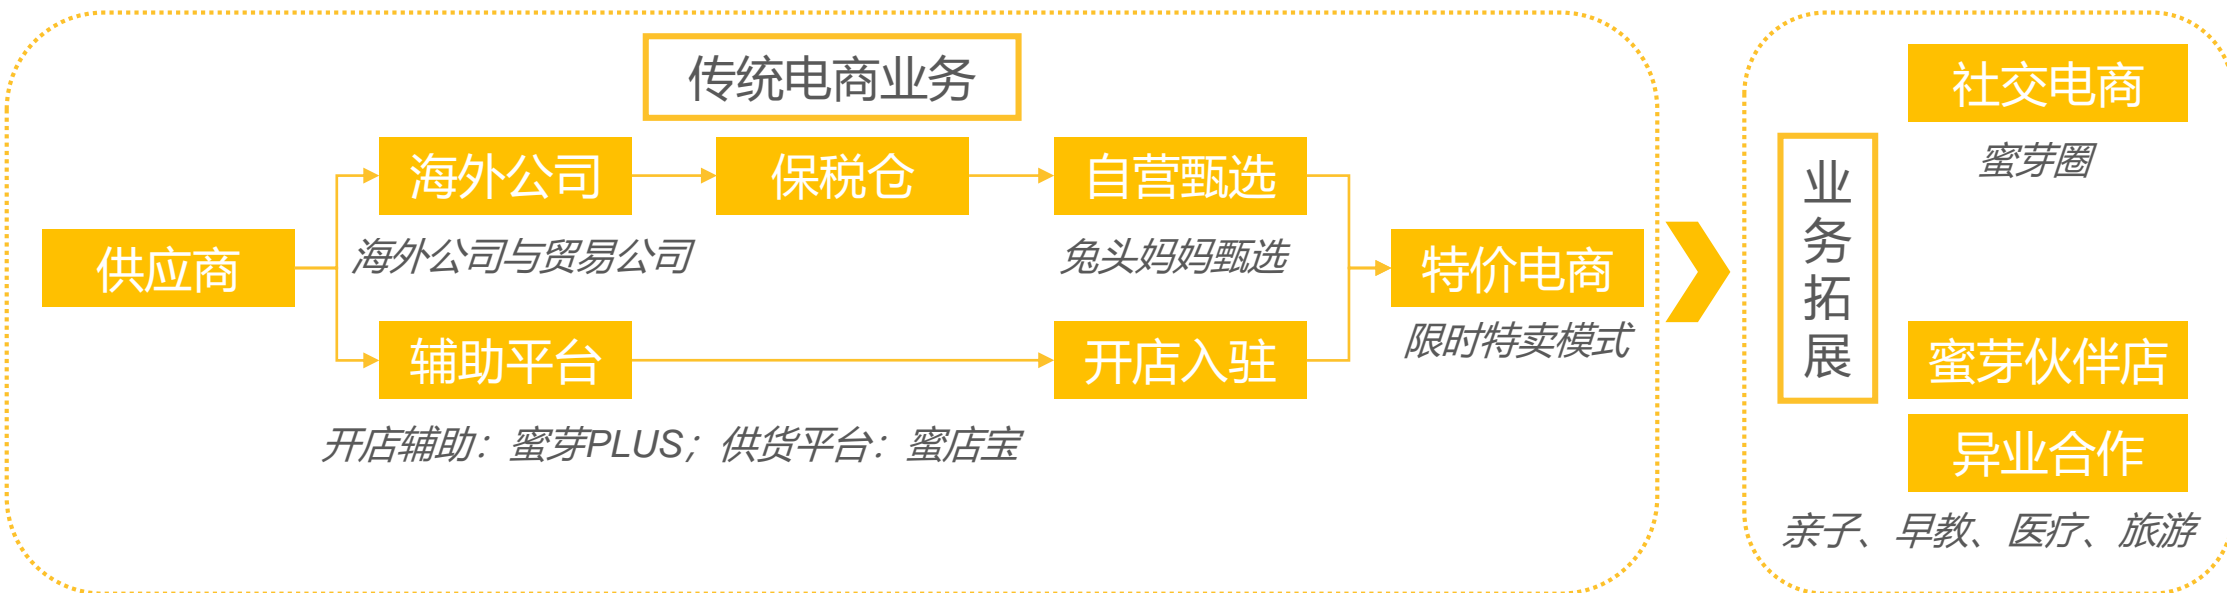 传统电商业务
供应商
海外公司
海外公司与贸易公司
保税仓
自营甄选
兔头妈妈甄选
辅助平台
开店辅助：蜜芽PLUS；供货平台：蜜店宝
开店入驻
特价电商
限时特卖模式
业务拓展
社交电商
蜜芽圈
蜜芽伙伴店
异业合作
亲子、早教、医疗、旅游